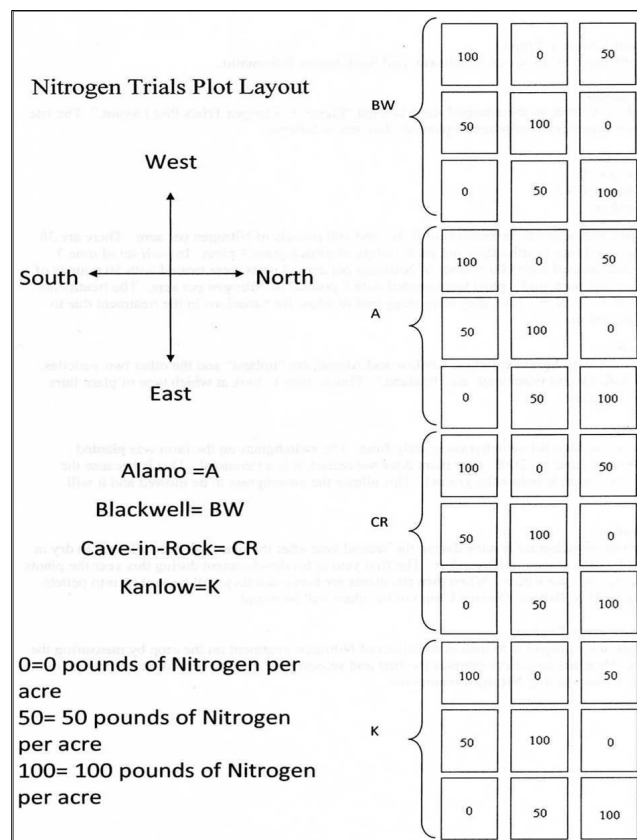 Nitrogen Trials Plot Layout
West
South
North
East
Alamo =A
Blackwell= BW
Cave-in-Rock= CR
Kanlow=K
0=0 pounds of Nitrogen per
acre
50= 50 pounds of Nitrogen
per acre
100= 100 pounds of Nitrogen
per acre
BW
100 0 50
50 100 0
0 50 100
A
100 0 50
50 100 0
0 50 100
CR
100 0 50
50 100 0
0 50 100
K
100 0 50
50 100 0
0 50 100